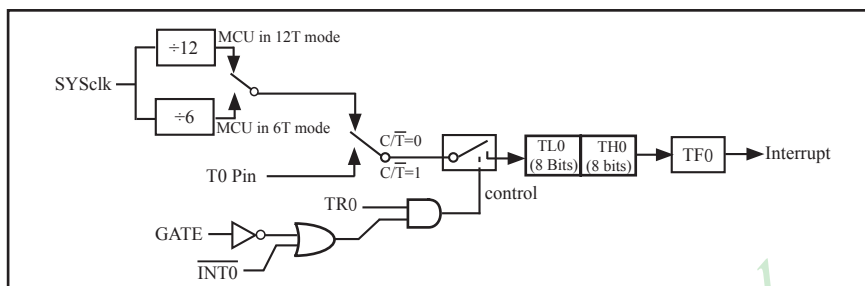 ÷12
MCU in 12T mode
SYSclk
÷6
MCU in 6T mode
C/T̅=0
C/T̅=1
T0 Pin
TL0
(8 Bits)
TH0
(8 bits)
TF0
Interrupt
control
TR0
GATE
I̅N̅T̅0̅